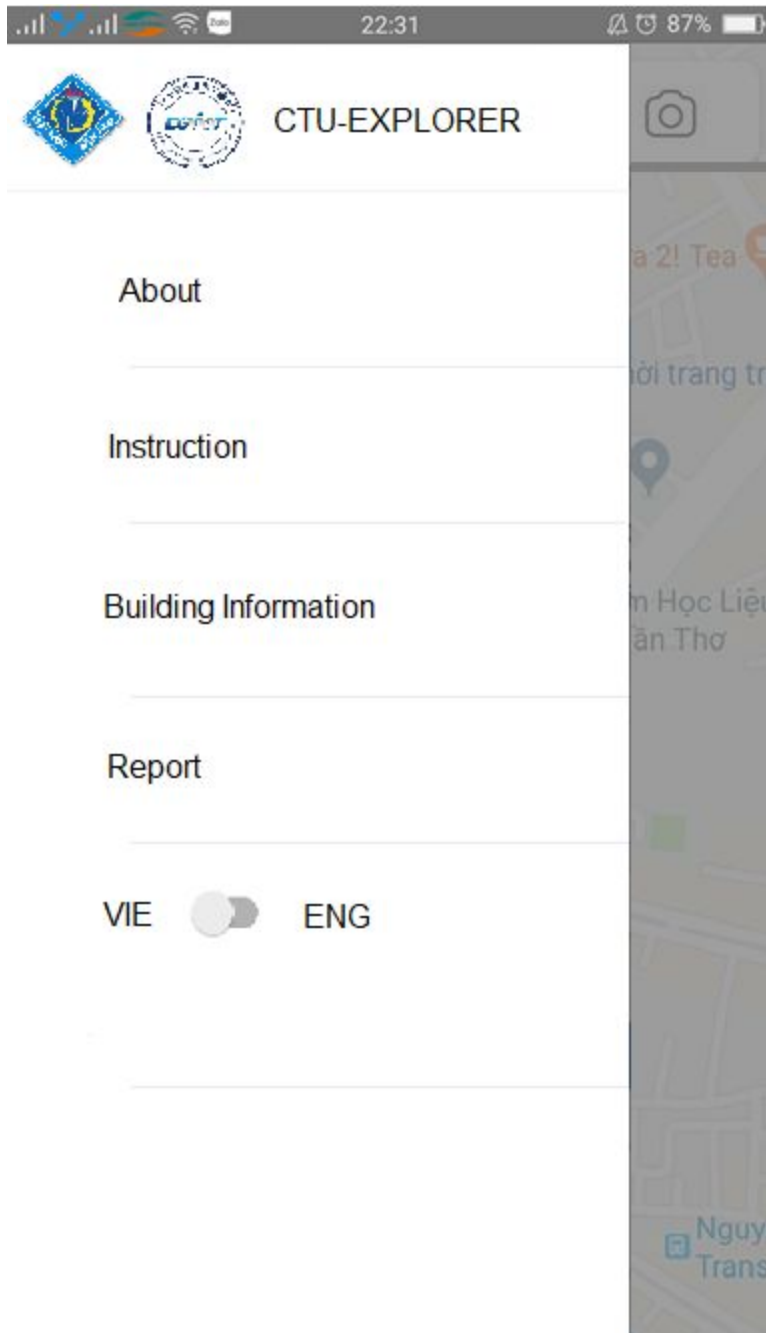 Zalo
22:31
87%
CTU-EXPLORER
a 2! Tea
About
ời trang tr
Instruction
Building Information
n Học Liệu
ần Thơ
Report
VIE
ENG
Nguy
Trans